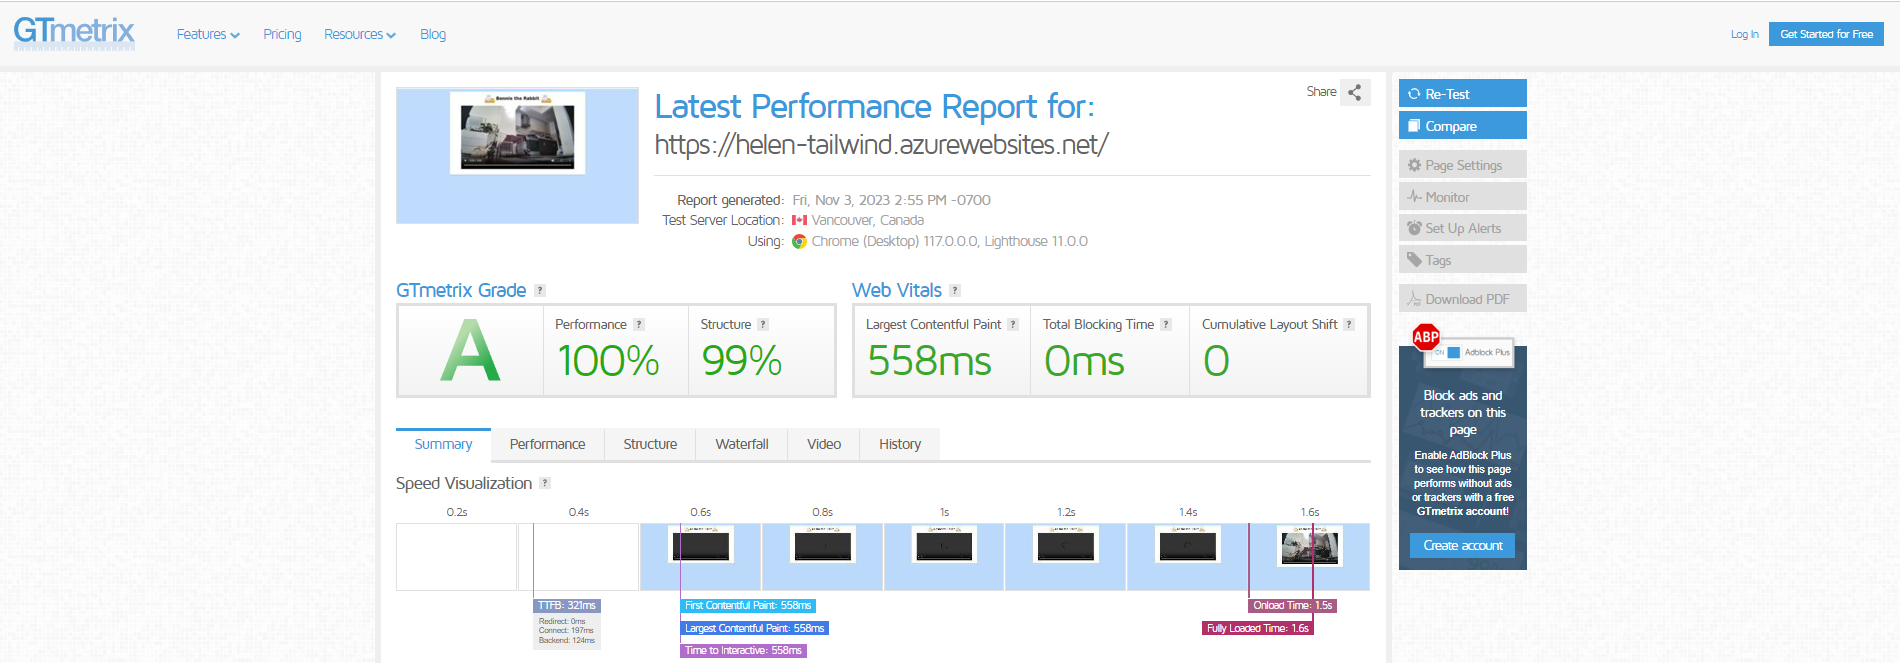 GTmetrix
Features
Pricing
Resources
Blog
Log In
Get Started for Free
Bennie the Rabbit
Latest Performance Report for:
https://helen-tailwind.azurewebsites.net/
Share
Report generated: Fri, Nov 3, 2023 2:55 PM -0700
Test Server Location: Vancouver, Canada
Using: Chrome (Desktop) 117.0.0.0, Lighthouse 11.0.0
GTmetrix Grade ?
A
Performance ?
100%
Structure ?
99%
Web Vitals ?
Largest Contentful Paint ?
558ms
Total Blocking Time ?
0ms
Cumulative Layout Shift ?
0
Summary
Performance
Structure
Waterfall
Video
History
Speed Visualization ?
0.2s
0.4s
0.6s
0.8s
1s
1.2s
1.4s
1.6s
TTFB: 321ms
Redirect: 0ms
Connect: 197ms
Backend: 124ms
First Contentful Paint: 558ms
Largest Contentful Paint: 558ms
Time to Interactive: 558ms
Onload Time: 1.5s
Fully Loaded Time: 1.6s
Re-Test
Compare
Page Settings
Monitor
Set Up Alerts
Tags
Download PDF
ABP
ON
Adblock Plus
Block ads and
trackers on this
page
Enable AdBlock Plus
to see how this page
performs without ads
or trackers with a free
GTmetrix account!
Create account